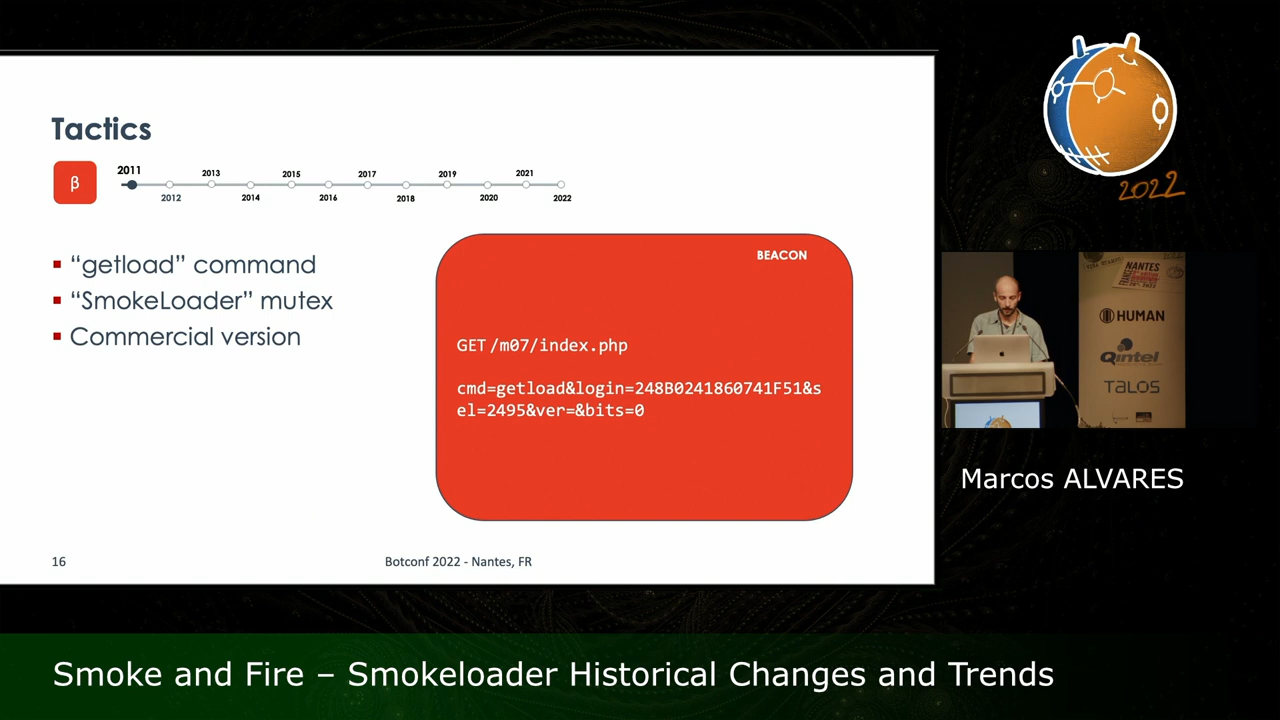 Tactics
β
2011
2012
2013
2014
2015
2016
2017
2018
2019
2020
2021
2022
“getload” command
“SmokeLoader” mutex
Commercial version
BEACON
GET /m07/index.php
cmd=getload&login=248B0241860741F51&s
el=2495&ver=&bits=0
16
Botconf 2022 - Nantes, FR
2022
NANTES
HUMAN
Qintel
TALOS
Marcos ALVARES
Smoke and Fire – Smokeloader Historical Changes and Trends